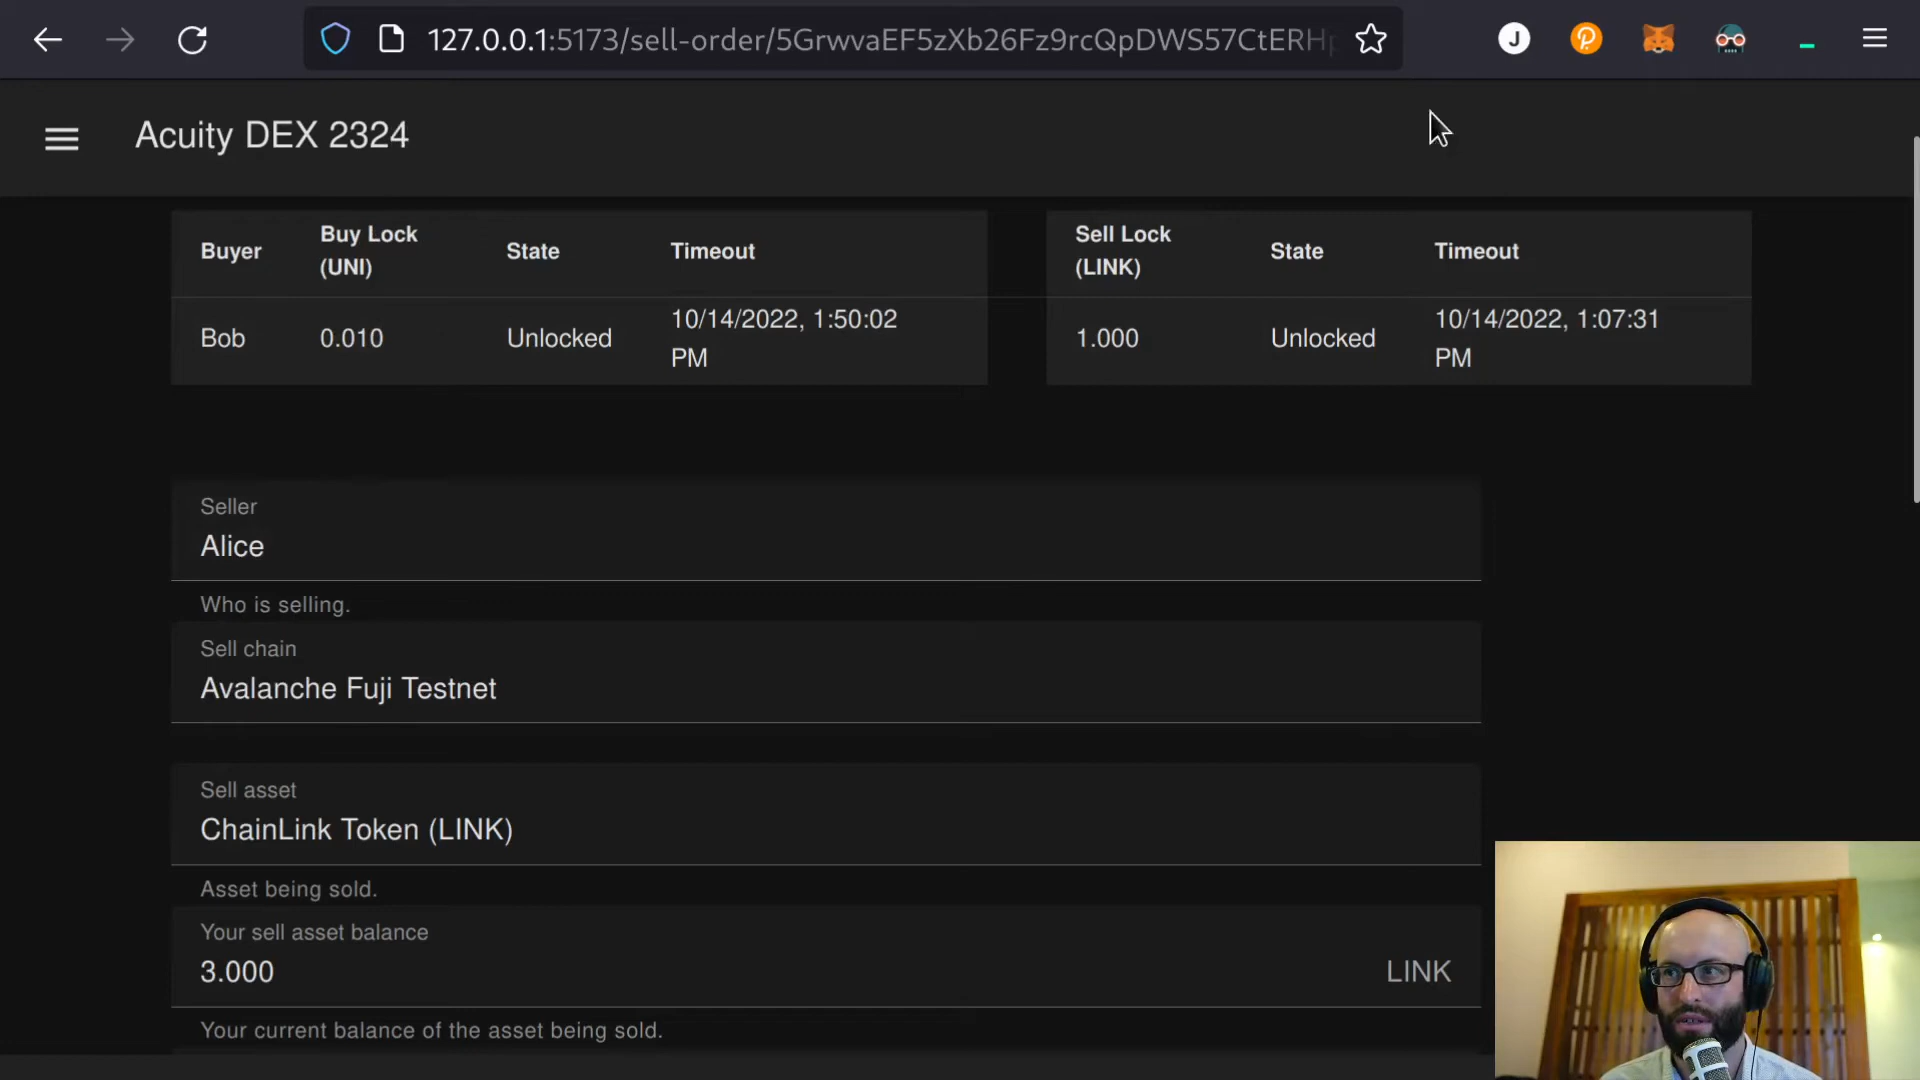 127.0.0.1:5173/sell-order/5GrwvaEF5zXb26Fz9rcQpDWS57CtERHp
J
Acuity DEX 2324
Buyer Buy Lock (UNI) State Timeout
Bob 0.010 Unlocked 10/14/2022, 1:50:02 PM
Sell Lock (LINK) State Timeout
1.000 Unlocked 10/14/2022, 1:07:31 PM
Seller
Alice
Who is selling.
Sell chain
Avalanche Fuji Testnet
Sell asset
ChainLink Token (LINK)
Asset being sold.
Your sell asset balance
3.000 LINK
Your current balance of the asset being sold.